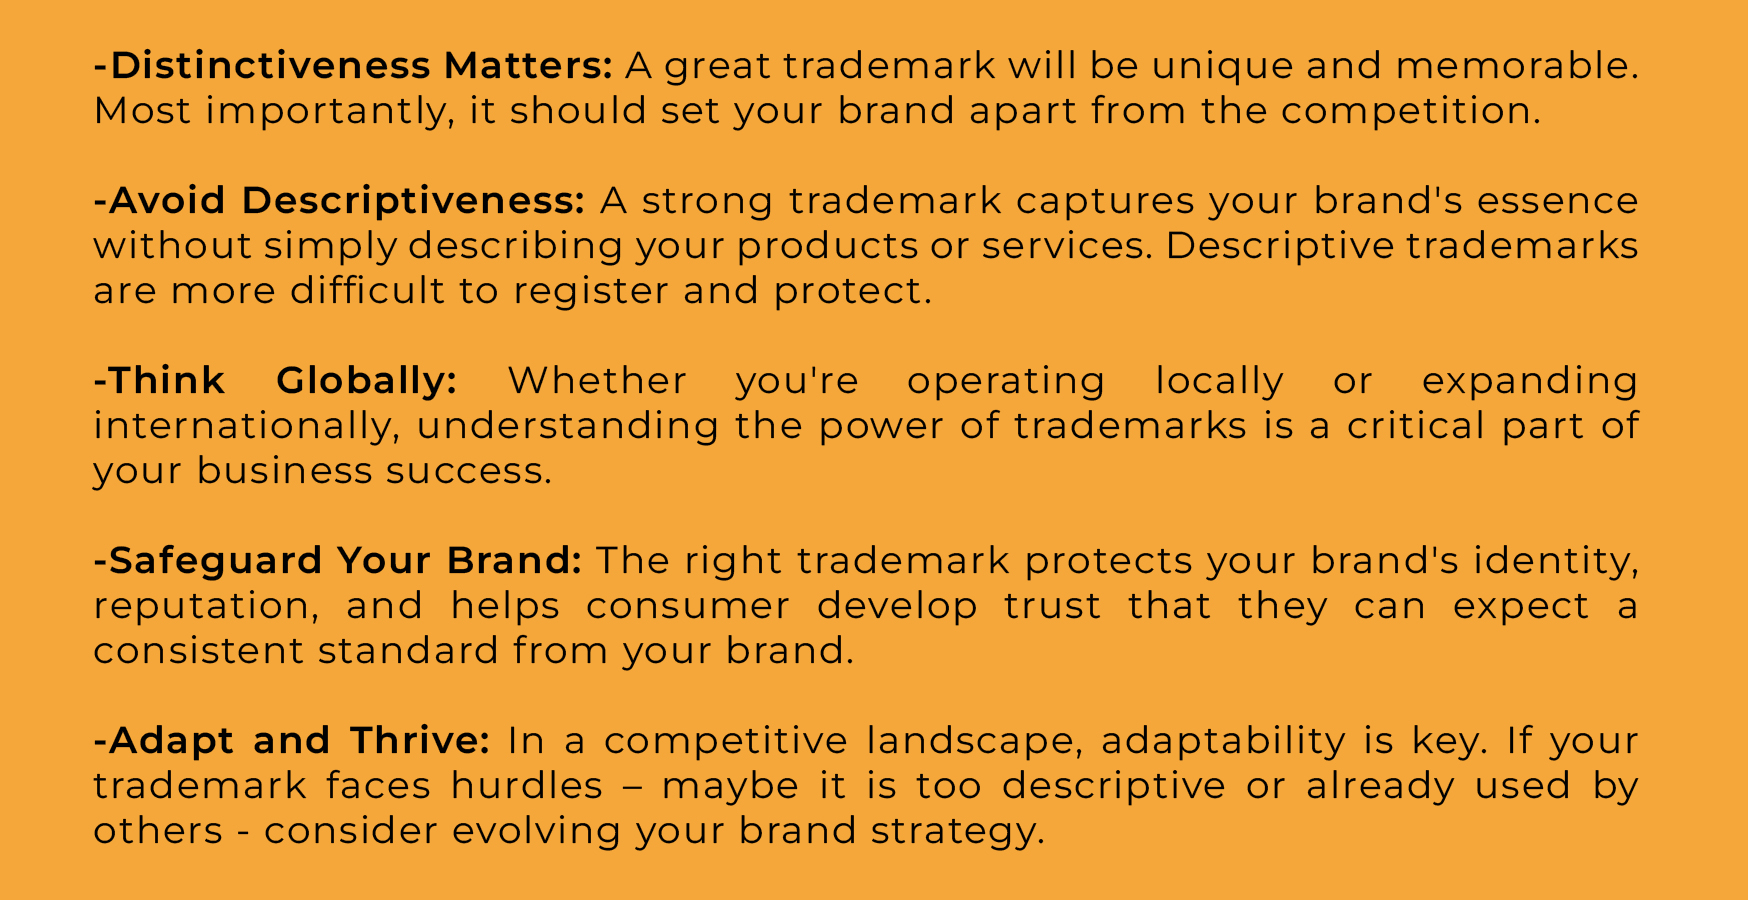 -Distinctiveness Matters: A great trademark will be unique and memorable.
Most importantly, it should set your brand apart from the competition.
-Avoid Descriptiveness: A strong trademark captures your brand's essence
without simply describing your products or services. Descriptive trademarks
are more difficult to register and protect.
-Think Globally: Whether you're operating locally or expanding
internationally, understanding the power of trademarks is a critical part of
your business success.
-Safeguard Your Brand: The right trademark protects your brand's identity,
reputation, and helps consumer develop trust that they can expect a
consistent standard from your brand.
-Adapt and Thrive: In a competitive landscape, adaptability is key. If your
trademark faces hurdles – maybe it is too descriptive or already used by
others - consider evolving your brand strategy.